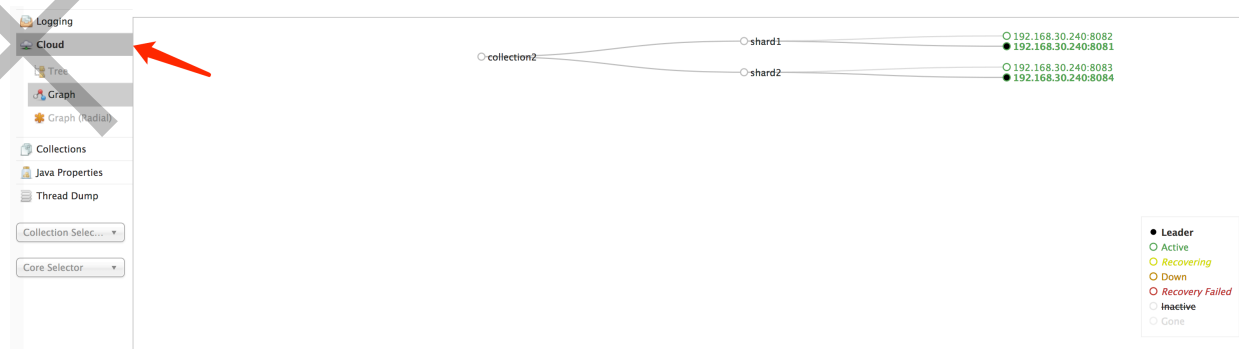 Logging
Cloud
Tree
Graph
Graph (Radial)
Collections
Java Properties
Thread Dump
Collection Selec...
Core Selector
collection2
shard1
192.168.30.240:8082
192.168.30.240:8081
shard2
192.168.30.240:8083
192.168.30.240:8084
Leader
Active
Recovering
Down
Recovery Failed
Inactive
Gone